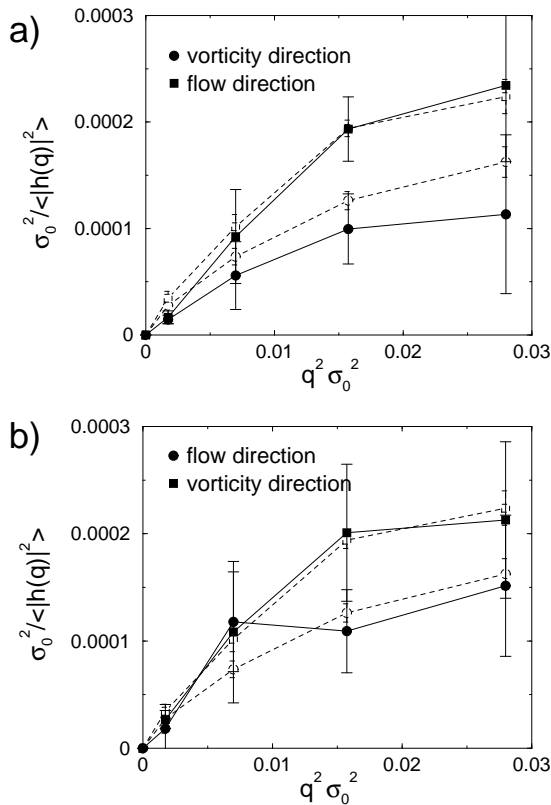 a)
0.0003
0.0002
0.0001
0
σ₀²/<|h(q)|²>
vorticity direction
flow direction
0 0.01 0.02 0.03
q² σ₀²
b)
0.0003
0.0002
0.0001
0
σ₀²/<|h(q)|²>
flow direction
vorticity direction
0 0.01 0.02 0.03
q² σ₀²